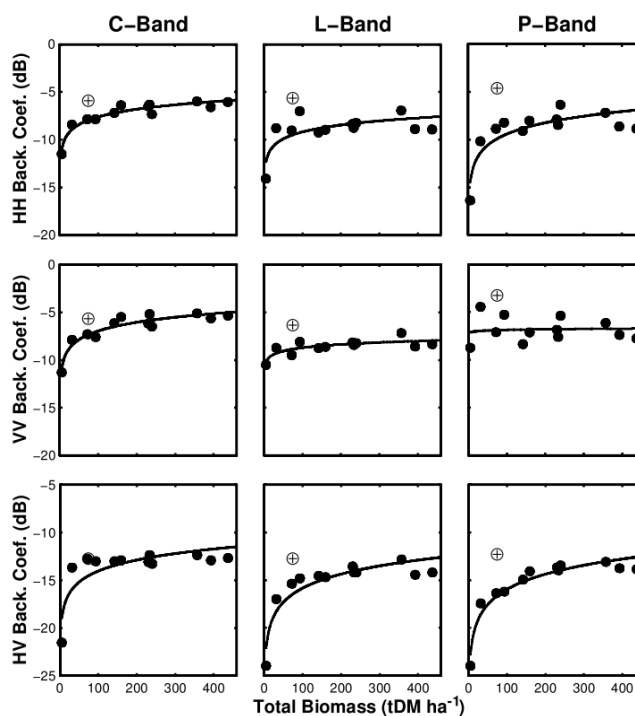 C−Band L−Band P−Band
0
−5
−10
−15
−20
HH Back. Coef. (dB)
0
−5
−10
−15
−20
VV Back. Coef. (dB)
−5
−10
−15
−20
−25
HV Back. Coef. (dB)
0 100 200 300 400 0 100 200 300 400 0 100 200 300 400
Total Biomass (tDM ha⁻¹)